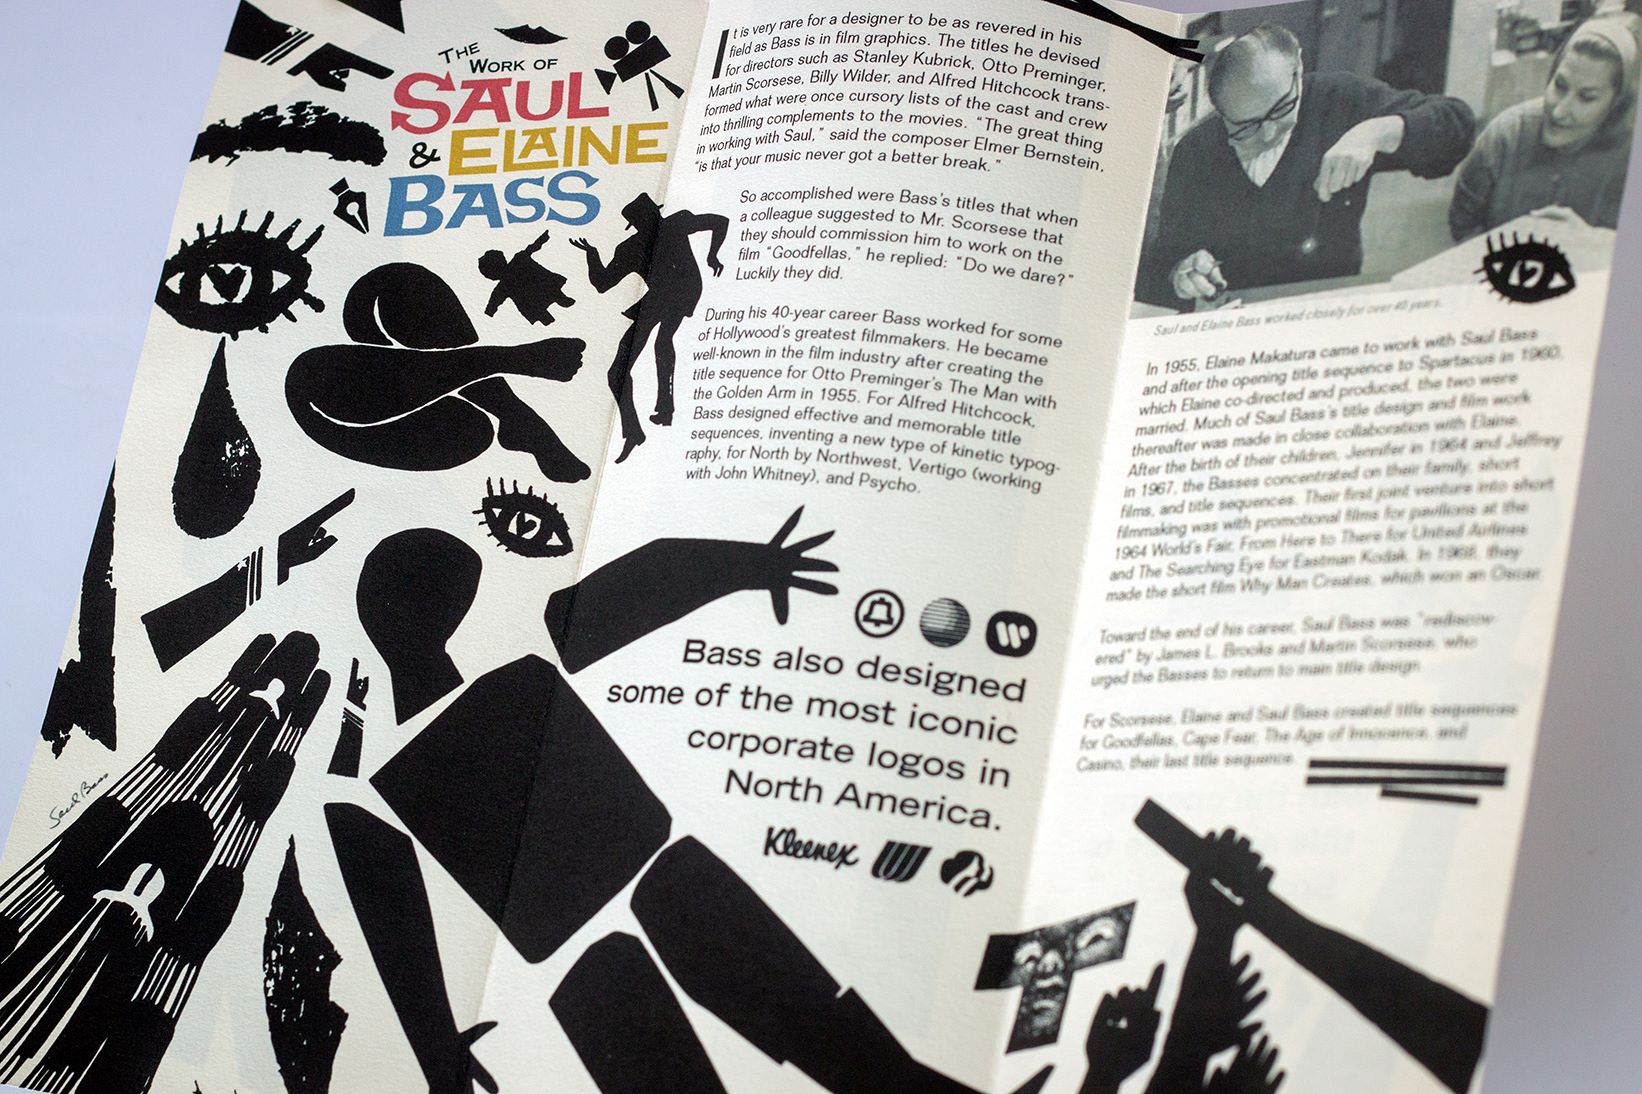 THE
WORK OF
SAUL
& ELAINE
BASS
Saul Bass
It is very rare for a designer to be as revered in his
field as Bass is in film graphics. The titles he devised
for directors such as Stanley Kubrick, Otto Preminger,
Martin Scorsese, Billy Wilder, and Alfred Hitchcock trans-
formed what were once cursory lists of the cast and crew
into thrilling complements to the movies. “The great thing
in working with Saul,” said the composer Elmer Bernstein,
“is that your music never got a better break.”
So accomplished were Bass’s titles that when
a colleague suggested to Mr. Scorsese that
they should commission him to work on the
film “Goodfellas,” he replied: “Do we dare?”
Luckily they did.
During his 40-year career Bass worked for some
of Hollywood’s greatest filmmakers. He became
well-known in the film industry after creating the
title sequence for Otto Preminger’s The Man with
the Golden Arm in 1955. For Alfred Hitchcock,
Bass designed effective and memorable title
sequences, inventing a new type of kinetic typog-
raphy, for North by Northwest, Vertigo (working
with John Whitney), and Psycho.
Bass also designed
some of the most iconic
corporate logos in
North America.
Kleenex
Saul and Elaine Bass worked closely for over 40 years.
In 1955, Elaine Makatura came to work with Saul Bass
and after the opening title sequence to Spartacus in 1960,
which Elaine co-directed and produced, the two were
married. Much of Saul Bass’s title design and film work
thereafter was made in close collaboration with Elaine.
After the birth of their children, Jennifer in 1964 and Jeffrey
in 1967, the Basses concentrated on their family, short
films, and title sequences. Their first joint venture into short
filmmaking was with promotional films for pavilions at the
1964 World’s Fair, From Here to There for United Airlines
and The Searching Eye for Eastman Kodak. In 1968, they
made the short film Why Man Creates, which won an Oscar.
Toward the end of his career, Saul Bass was “rediscov-
ered” by James L. Brooks and Martin Scorsese, who
urged the Basses to return to main title design.
For Scorsese, Elaine and Saul Bass created title sequences
for Goodfellas, Cape Fear, The Age of Innocence, and
Casino, their last title sequence.